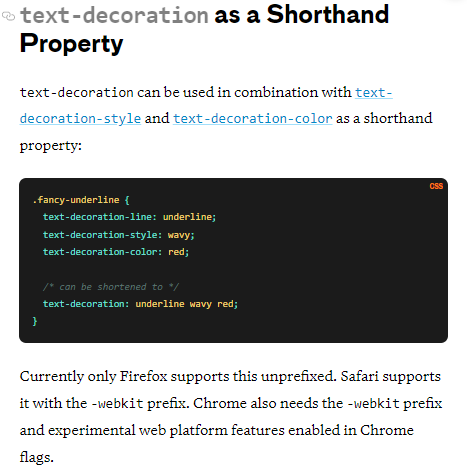 text-decoration as a Shorthand
Property
text-decoration can be used in combination with text-
decoration-style and text-decoration-color as a shorthand
property:
CSS
.fancy-underline {
  text-decoration-line: underline;
  text-decoration-style: wavy;
  text-decoration-color: red;

  /* can be shortened to */
  text-decoration: underline wavy red;
}
Currently only Firefox supports this unprefixed. Safari supports
it with the -webkit prefix. Chrome also needs the -webkit prefix
and experimental web platform features enabled in Chrome
flags.